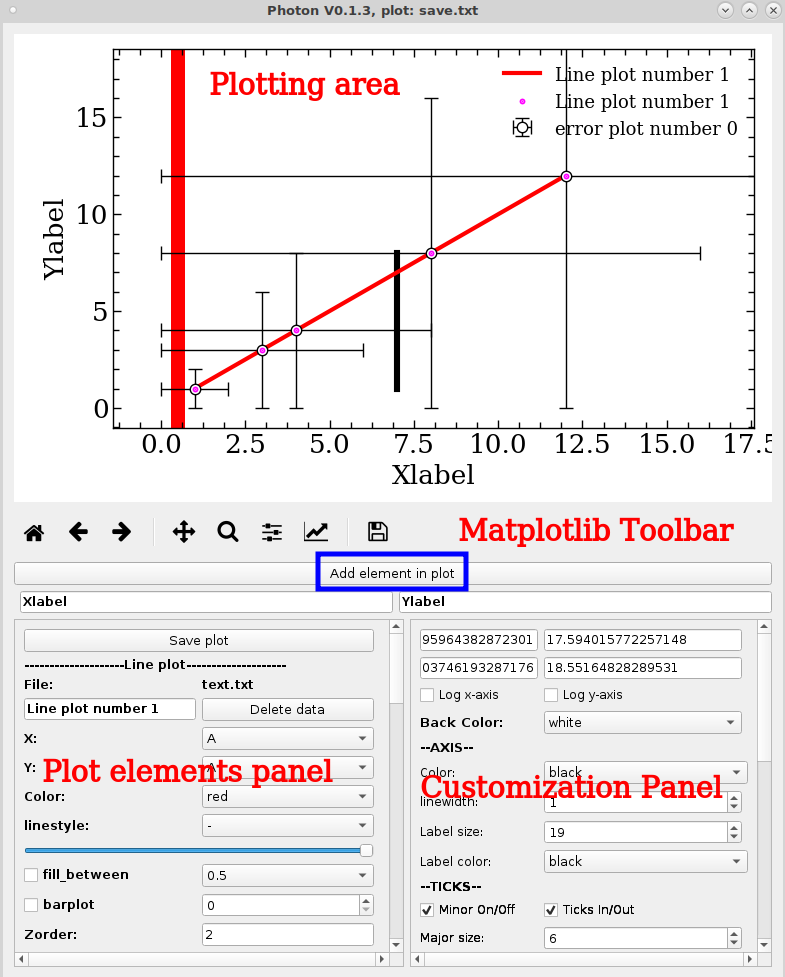 Photon V0.1.3, plot: save.txt
Plotting area
Line plot number 1
Line plot number 1
error plot number 0
15
10
5
0
Ylabel
0.0 2.5 5.0 7.5 10.0 12.5 15.0 17.5
Xlabel
Matplotlib Toolbar
Add element in plot
Xlabel Ylabel
Save plot
--------------------Line plot--------------------
File: text.txt
Line plot number 1 Delete data
X: A
Y: A
Plot elements panel
Color: red
linestyle: -
fill_between 0.5
barplot 0
Zorder: 2
95964382872301 17.594015772257148
03746193287176 18.55164828289531
Log x-axis Log y-axis
Back Color: white
--AXIS--
Color: black
Customization Panel
linewidth: 1
Label size: 19
Label color: black
--TICKS--
Minor On/Off Ticks In/Out
Major size: 6